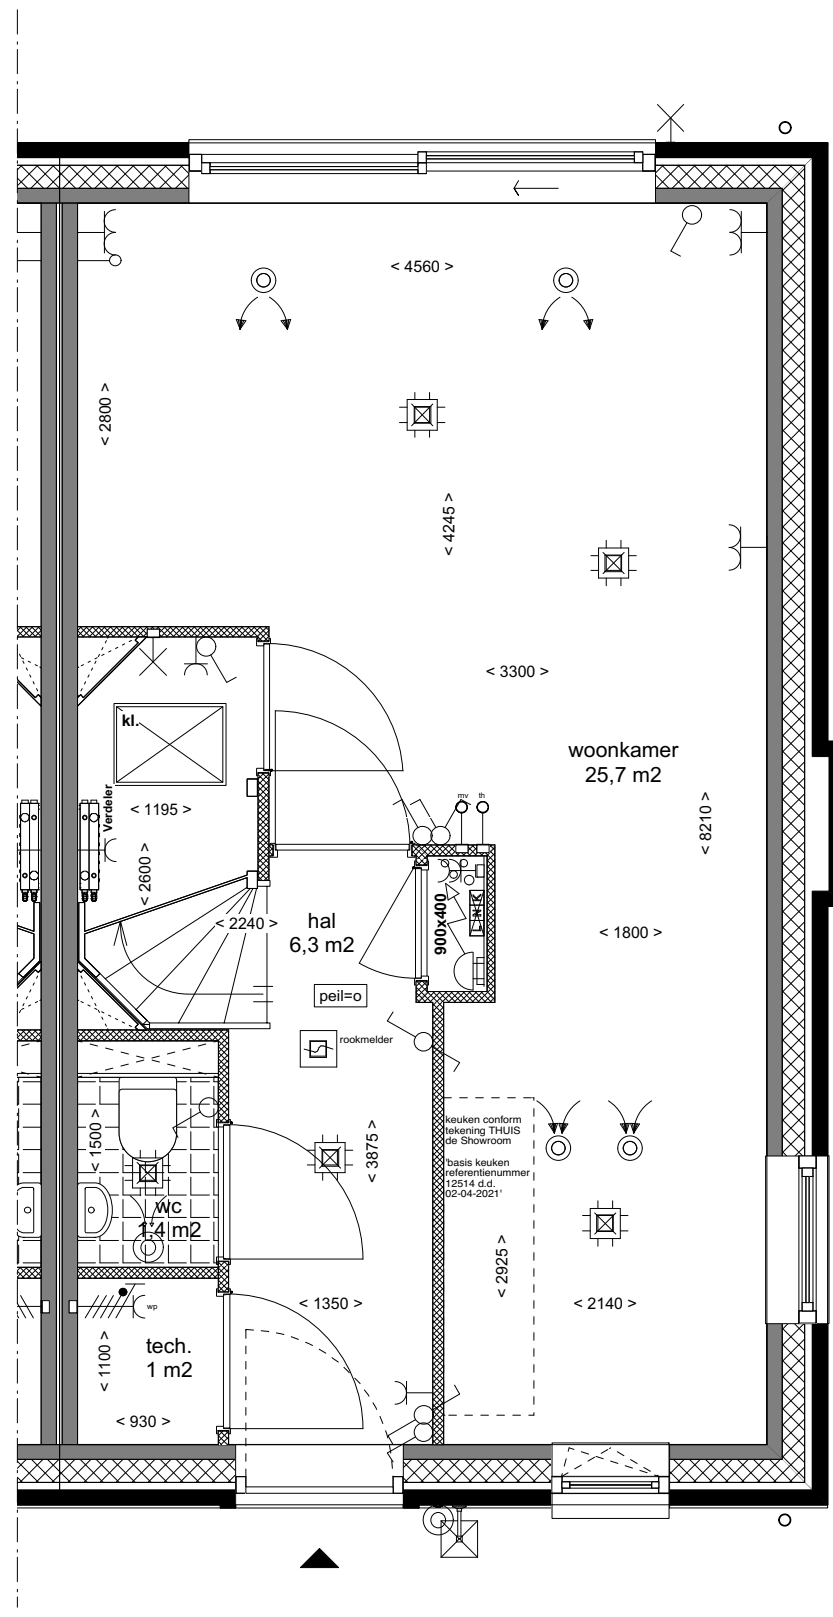 < 4560 >
< 2800 >
< 4245 >
< 3300 >
woonkamer
25,7 m2
kl.
Verdeler
< 1195 >
mv
th
< 8210 >
< 2600 >
< 2240 >
hal
6,3 m2
900x400
< 1800 >
peil=o
rookmelder
< 1500 >
< 3875 >
keuken conform
tekening THUIS
de Showroom
'basis keuken
referentienummer
12514 d.d.
02-04-2021'
wc
1,4 m2
< 2925 >
< 1350 >
< 2140 >
wp
tech.
1 m2
< 1100 >
< 930 >